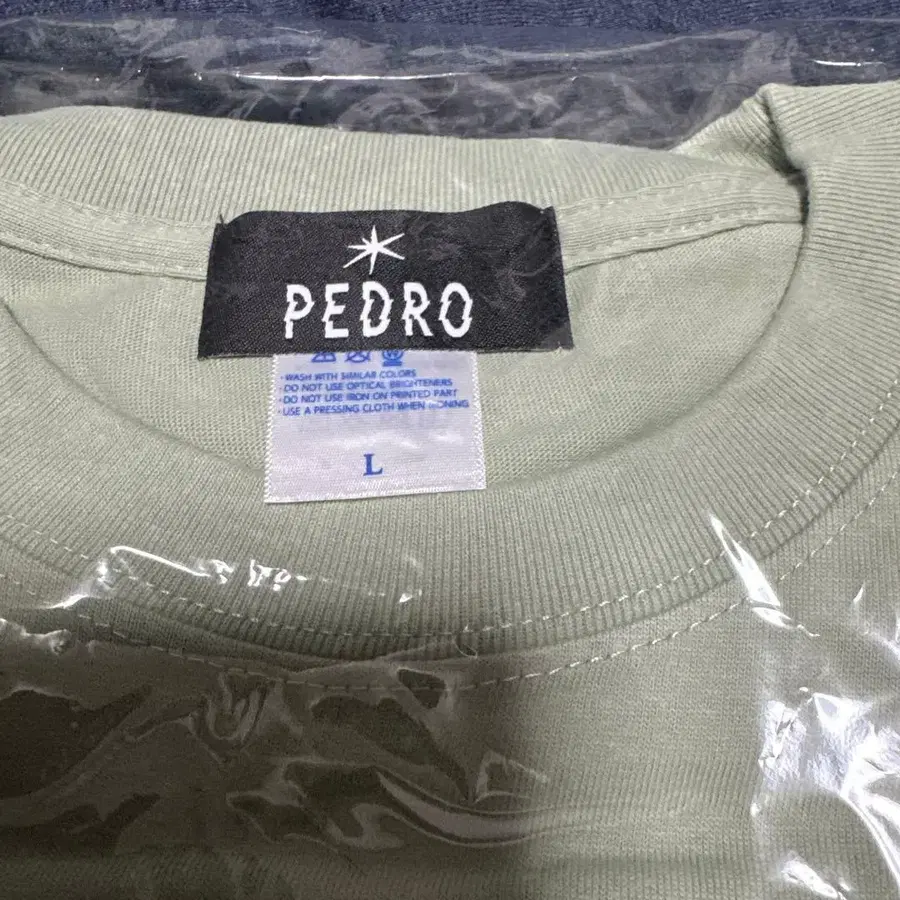 PEDRO
· WASH WITH SIMILAR COLORS
· DO NOT USE OPTICAL BRIGHTENERS
· DO NOT USE IRON ON PRINTED PART
· USE A PRESSING CLOTH WHEN IRONING
L